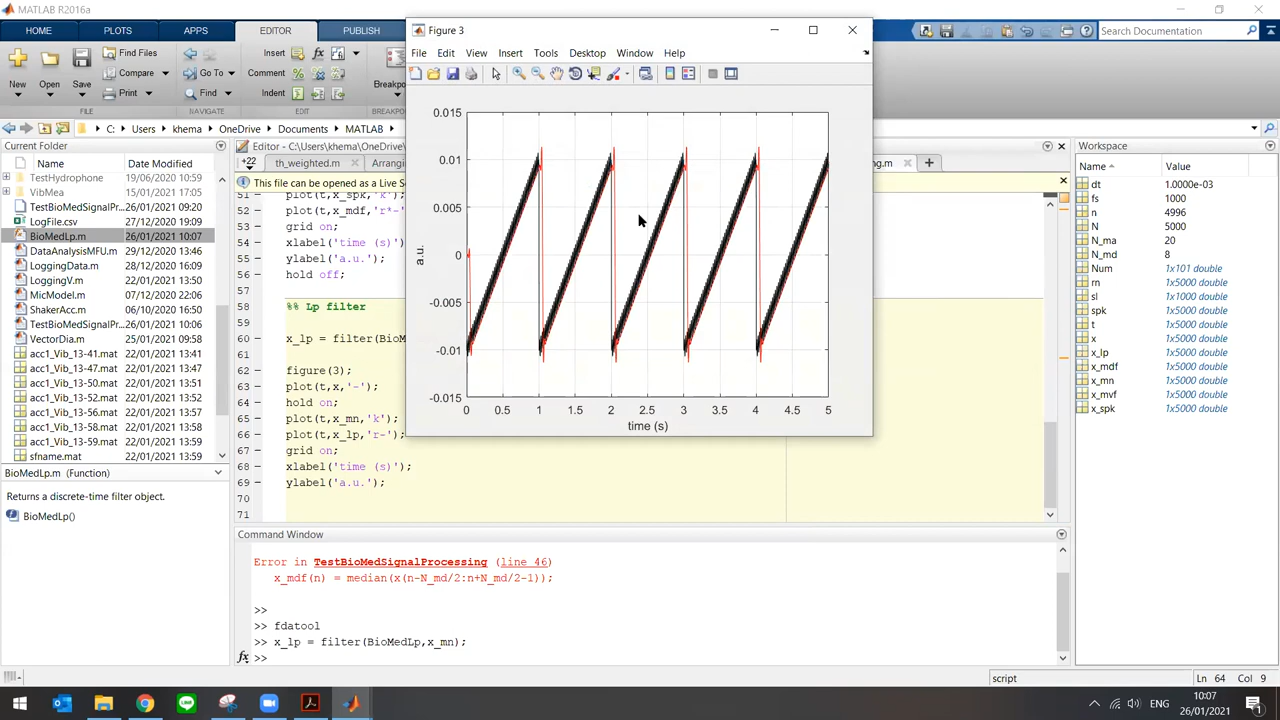 MATLAB R2016a
HOME PLOTS APPS EDITOR PUBLISH
Search Documentation
New Open Save
Find Files
Compare
Print
Go To
Find
Insert
Comment
Indent
FILE NAVIGATE
C: Users khema OneDrive Documents MATLAB
Current Folder
Name Date Modified
TestHydrophone 19/06/2020 10:59
VibMea 15/01/2021 17:05
TestBioMedSignalPr... 26/01/2021 09:20
LogFile.csv 27/12/2020 19:09
BioMedLp.m 26/01/2021 10:07
DataAnalysisMFU.m 29/12/2020 13:46
LoggingData.m 28/12/2020 16:09
LoggingV.m 22/01/2021 13:50
MicModel.m 07/12/2020 22:06
ShakerAcc.m 06/10/2020 16:50
TestBioMedSignalPr... 26/01/2021 10:06
VectorDia.m 25/01/2021 09:58
acc1_Vib_13-41.mat 22/01/2021 13:41
acc1_Vib_13-47.mat 22/01/2021 13:47
acc1_Vib_13-50.mat 22/01/2021 13:50
acc1_Vib_13-52.mat 22/01/2021 13:52
acc1_Vib_13-56.mat 22/01/2021 13:57
acc1_Vib_13-58.mat 22/01/2021 13:58
acc1_Vib_13-59.mat 22/01/2021 13:59
sfname.mat 22/01/2021 13:59
BioMedLp.m (Function)
Returns a discrete-time filter object.
BioMedLp()
+22 th_weighted.m
This file can be opened as a Live S
51 plot(t,x_spk,'k');
52 plot(t,x_mdf,'r*-'
53 grid on;
54 xlabel('time (s)'
55 ylabel('a.u.');
56 hold off;
57
58 %% Lp filter
59
60 x_lp = filter(BioM
61
62 figure(3);
63 plot(t,x,'-');
64 hold on;
65 plot(t,x_mn,'k');
66 plot(t,x_lp,'r-');
67 grid on;
68 xlabel('time (s)');
69 ylabel('a.u.');
70
71
Figure 3
File Edit View Insert Tools Desktop Window Help
0.015
0.01
0.005
0
-0.005
-0.01
-0.015
a.u.
0 0.5 1 1.5 2 2.5 3 3.5 4 4.5 5
time (s)
Command Window
Error in TestBioMedSignalProcessing (line 46)
x_mdf(n) = median(x(n-N_md/2:n+N_md/2-1));
>>
>> fdatool
>> x_lp = filter(BioMedLp,x_mn);
fx >>
Workspace
Name Value
dt 1.0000e-03
fs 1000
n 4996
N 5000
N_ma 20
N_md 8
Num 1x101 double
rn 1x5000 double
sl 1x1000 double
spk 1x5000 double
t 1x5000 double
x 1x5000 double
x_lp 1x5000 double
x_mdf 1x5000 double
x_mn 1x5000 double
x_mvf 1x5000 double
x_spk 1x5000 double
script Ln 64 Col 9
ENG 10:07
26/01/2021